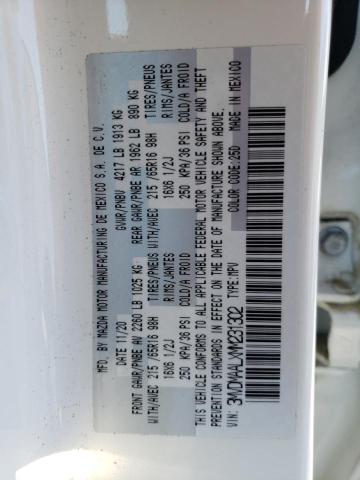 MFD. BY MAZDA MOTOR MANUFACTURING DE MEXICO S.A. DE C.V.
11/20 GVWR/PNBV 4217 LB 1913 KG
FRONT GAWR/PNBE AV 2260 LB 1025 KG REAR GAWR/PNBE AR 1962 LB 890 KG
WITH/AVEC 215 /65R16 98H TIRES/PNEUS WITH/AVEC 215 /65R16 98H TIRES/PNEUS
16X6 1/2J RIMS/JANTES 16X6 1/2J RIMS/JANTES
250 KPA/36 PSI COLD/A FROID 250 KPA/36 PSI COLD/A FROID
THIS VEHICLE CONFORMS TO ALL APPLICABLE FEDERAL MOTOR VEHICLE SAFETY AND THEFT
PREVENTION STANDARDS IN EFFECT ON THE DATE OF MANUFACTURE SHOWN ABOVE.
VIN: TYPE:MPV COLOR CODE:25D MADE IN MEXICO